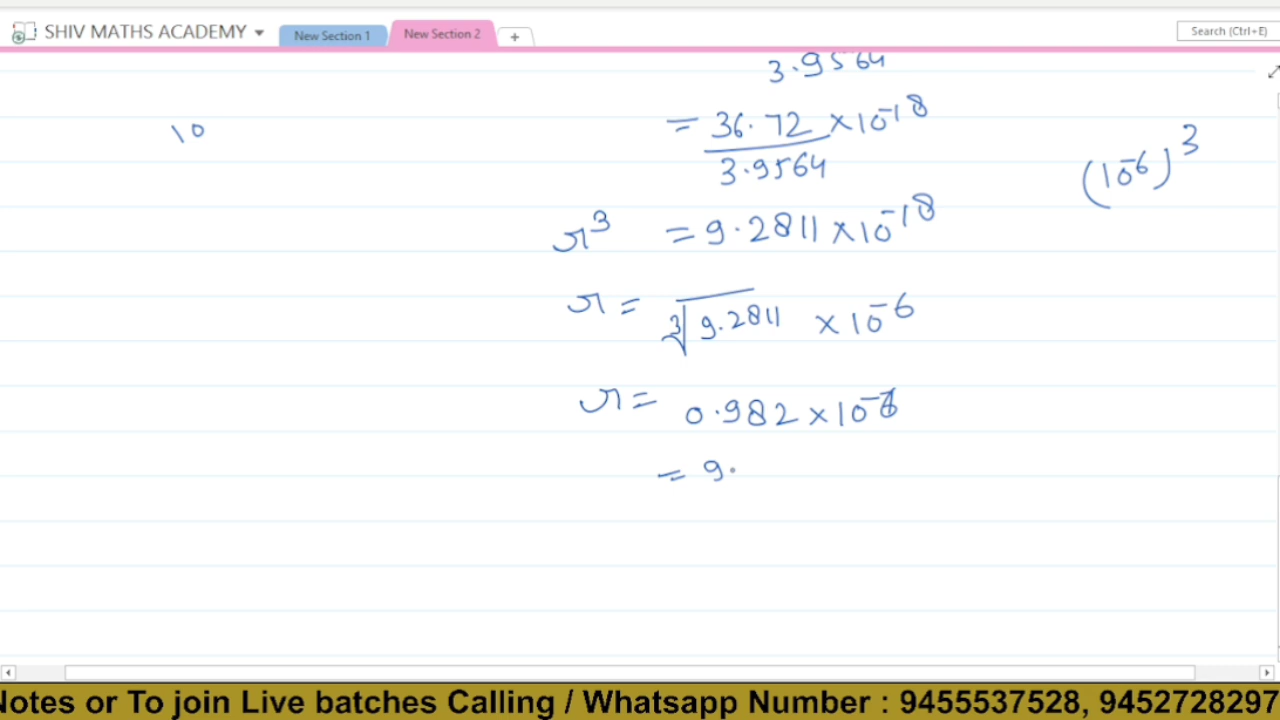 SHIV MATHS ACADEMY
New Section 1
New Section 2
+
Search (Ctrl+E)
3.9564
= 36.72 × 10⁻¹⁸
3.9564
10
(10⁻⁶)³
r³ = 9.2811 × 10⁻¹⁸
r = ∛9.2811 × 10⁻⁶
r = 0.982 × 10
= 9.
Notes or To join Live batches Calling / Whatsapp Number : 9455537528, 9452728297